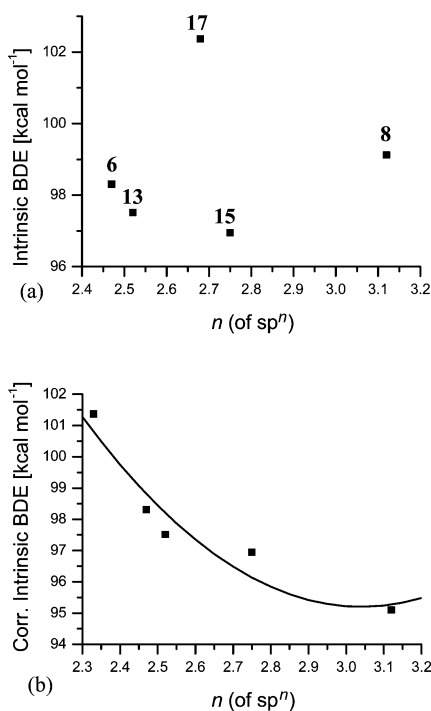 Intrinsic BDE [kcal mol⁻¹]
102
100
98
96
17
8
6
13
15
2.4 2.5 2.6 2.7 2.8 2.9 3.0 3.1 3.2
(a)
n (of spⁿ)
Corr. Intrinsic BDE [kcal mol⁻¹]
102
101
100
99
98
97
96
95
94
2.3 2.4 2.5 2.6 2.7 2.8 2.9 3.0 3.1 3.2
(b)
n (of spⁿ)